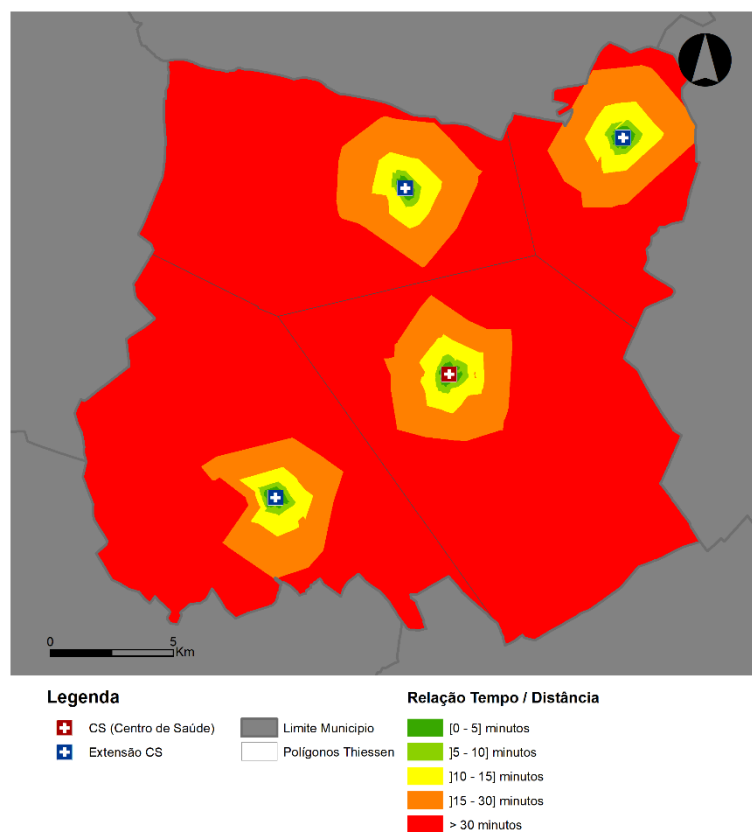 0 5
Km
Legenda
CS (Centro de Saúde)
Extensão CS
Limite Municipio
Polígonos Thiessen
Relação Tempo / Distância
[0 - 5] minutos
]5 - 10] minutos
]10 - 15] minutos
]15 - 30] minutos
> 30 minutos